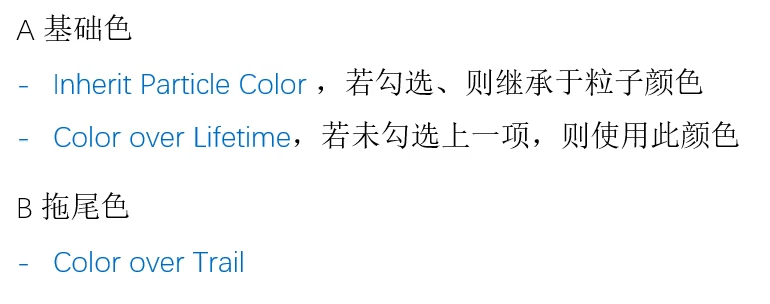 A 基础色
- Inherit Particle Color ，若勾选、则继承于粒子颜色
- Color over Lifetime，若未勾选上一项，则使用此颜色
B 拖尾色
- Color over Trail